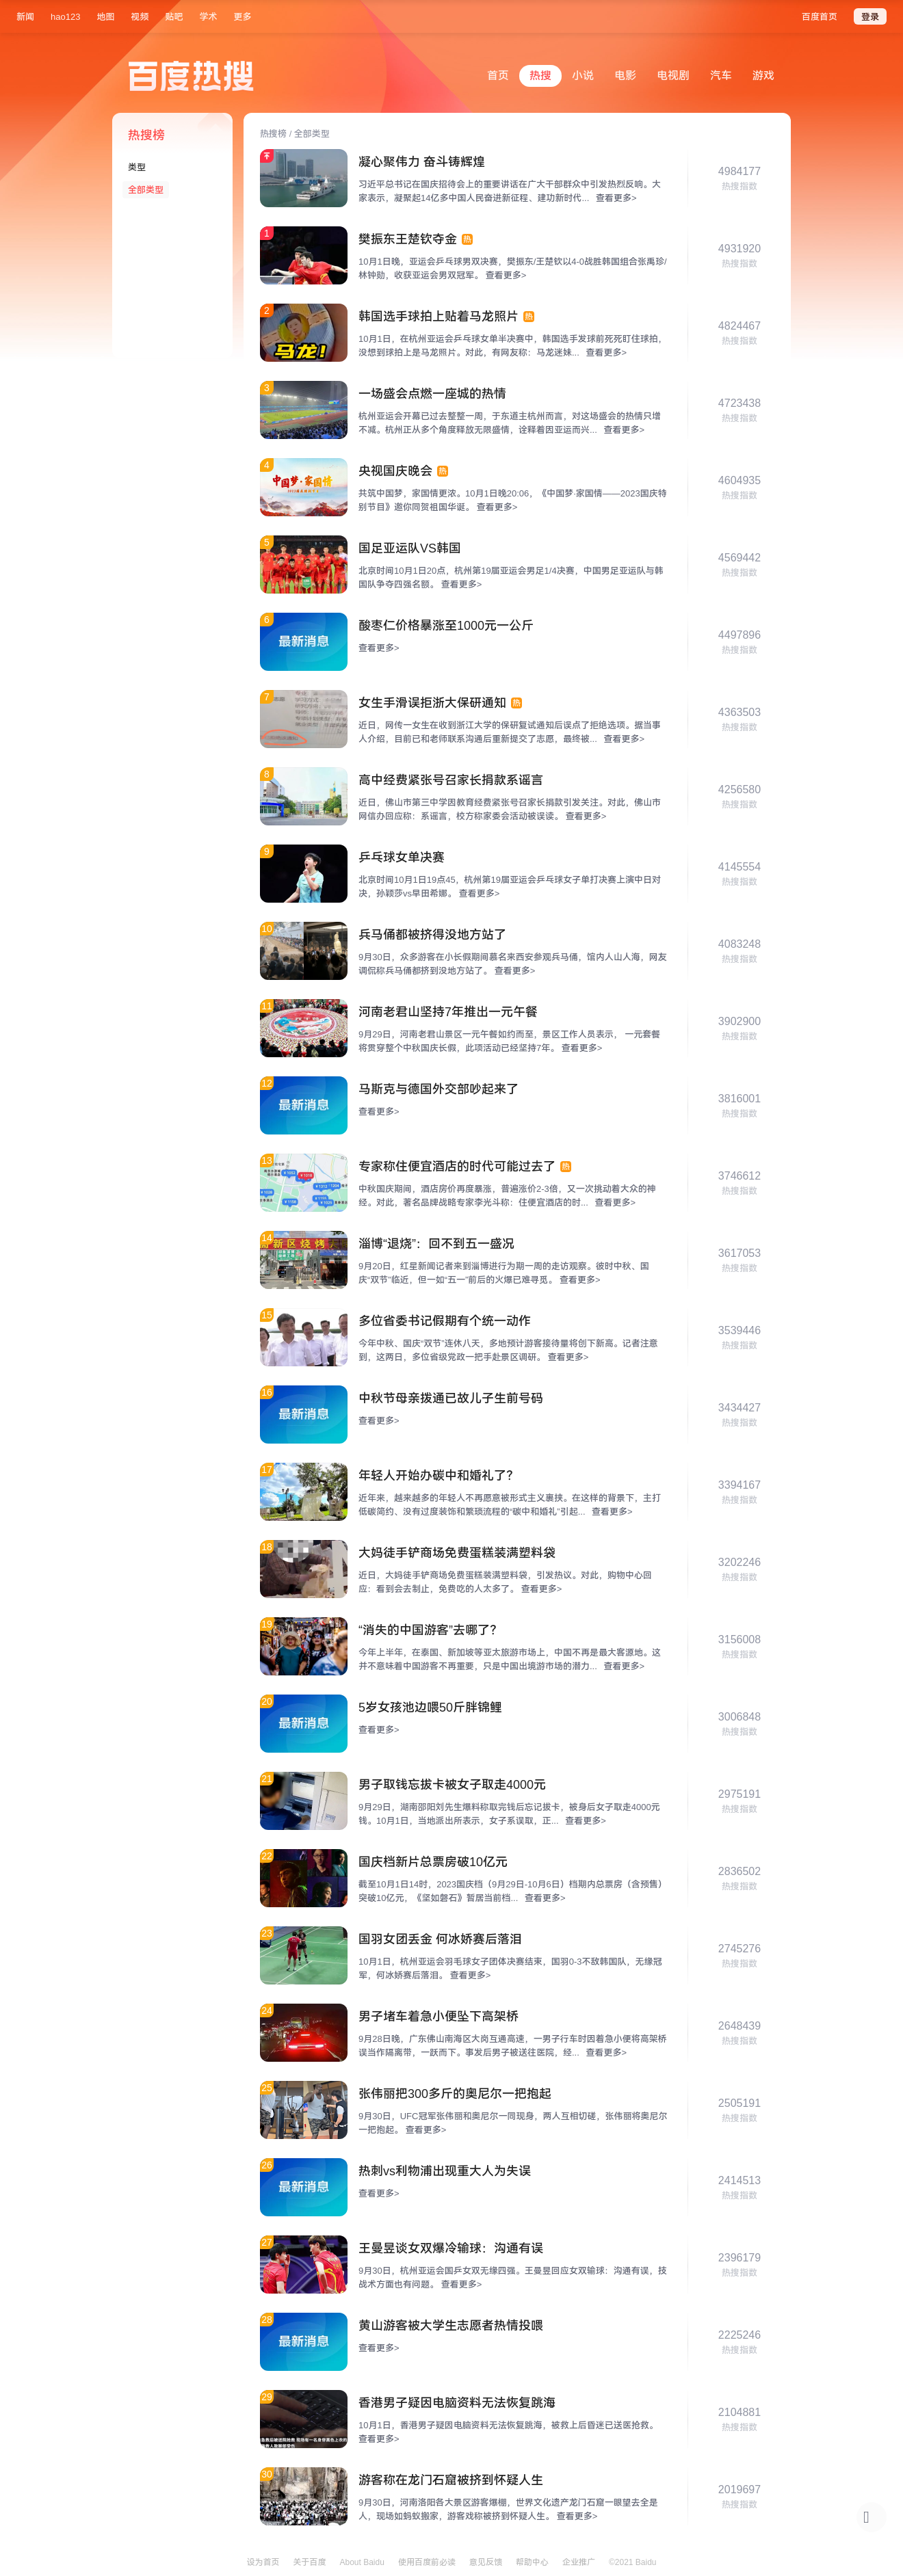 新闻 hao123 地图 视频 贴吧 学术 更多 百度首页 登录
百度热搜 首页 热搜 小说 电影 电视剧 汽车 游戏
热搜榜
类型
全部类型
热搜榜 / 全部类型
凝心聚伟力 奋斗铸辉煌
习近平总书记在国庆招待会上的重要讲话在广大干部群众中引发热烈反响。大
家表示，凝聚起14亿多中国人民奋进新征程、建功新时代... 查看更多>
4984177
热搜指数
1
樊振东王楚钦夺金 热
10月1日晚，亚运会乒乓球男双决赛，樊振东/王楚钦以4-0战胜韩国组合张禹珍/
林钟勋，收获亚运会男双冠军。 查看更多>
4931920
热搜指数
2
马龙！
韩国选手球拍上贴着马龙照片 热
10月1日，在杭州亚运会乒乓球女单半决赛中，韩国选手发球前死死盯住球拍，
没想到球拍上是马龙照片。对此，有网友称：马龙迷妹... 查看更多>
4824467
热搜指数
3
一场盛会点燃一座城的热情
杭州亚运会开幕已过去整整一周，于东道主杭州而言，对这场盛会的热情只增
不减。杭州正从多个角度释放无限盛情，诠释着因亚运而兴... 查看更多>
4723438
热搜指数
4
中国梦·家国情
央视国庆晚会 热
共筑中国梦，家国情更浓。10月1日晚20:06，《中国梦·家国情——2023国庆特
别节目》邀你同贺祖国华诞。 查看更多>
4604935
热搜指数
5
国足亚运队VS韩国
北京时间10月1日20点，杭州第19届亚运会男足1/4决赛，中国男足亚运队与韩
国队争夺四强名额。 查看更多>
4569442
热搜指数
6
最新消息
酸枣仁价格暴涨至1000元一公斤
查看更多>
4497896
热搜指数
7
女生手滑误拒浙大保研通知 热
近日，网传一女生在收到浙江大学的保研复试通知后误点了拒绝选项。据当事
人介绍，目前已和老师联系沟通后重新提交了志愿，最终被... 查看更多>
4363503
热搜指数
8
高中经费紧张号召家长捐款系谣言
近日，佛山市第三中学因教育经费紧张号召家长捐款引发关注。对此，佛山市
网信办回应称：系谣言，校方称家委会活动被误读。 查看更多>
4256580
热搜指数
9
乒乓球女单决赛
北京时间10月1日19点45，杭州第19届亚运会乒乓球女子单打决赛上演中日对
决，孙颖莎vs早田希娜。 查看更多>
4145554
热搜指数
10
兵马俑都被挤得没地方站了
9月30日，众多游客在小长假期间慕名来西安参观兵马俑，馆内人山人海，网友
调侃称兵马俑都挤到没地方站了。 查看更多>
4083248
热搜指数
11
河南老君山坚持7年推出一元午餐
9月29日，河南老君山景区一元午餐如约而至，景区工作人员表示， 一元套餐
将贯穿整个中秋国庆长假，此项活动已经坚持7年。 查看更多>
3902900
热搜指数
12
最新消息
马斯克与德国外交部吵起来了
查看更多>
3816001
热搜指数
13
专家称住便宜酒店的时代可能过去了 热
中秋国庆期间，酒店房价再度暴涨，普遍涨价2-3倍，又一次挑动着大众的神
经。对此，著名品牌战略专家李光斗称：住便宜酒店的时... 查看更多>
3746612
热搜指数
14
新区烧烤
淄博“退烧”：回不到五一盛况
9月20日，红星新闻记者来到淄博进行为期一周的走访观察。彼时中秋、国
庆“双节”临近，但一如“五一”前后的火爆已难寻觅。 查看更多>
3617053
热搜指数
15
多位省委书记假期有个统一动作
今年中秋、国庆“双节”连休八天，多地预计游客接待量将创下新高。记者注意
到，这两日，多位省级党政一把手赴景区调研。 查看更多>
3539446
热搜指数
16
最新消息
中秋节母亲拨通已故儿子生前号码
查看更多>
3434427
热搜指数
17
年轻人开始办碳中和婚礼了？
近年来，越来越多的年轻人不再愿意被形式主义裹挟。在这样的背景下，主打
低碳简约、没有过度装饰和繁琐流程的“碳中和婚礼”引起... 查看更多>
3394167
热搜指数
18
大妈徒手铲商场免费蛋糕装满塑料袋
近日，大妈徒手铲商场免费蛋糕装满塑料袋，引发热议。对此，购物中心回
应：看到会去制止，免费吃的人太多了。 查看更多>
3202246
热搜指数
19
“消失的中国游客”去哪了？
今年上半年，在泰国、新加坡等亚太旅游市场上，中国不再是最大客源地。这
并不意味着中国游客不再重要，只是中国出境游市场的潜力... 查看更多>
3156008
热搜指数
20
最新消息
5岁女孩池边喂50斤胖锦鲤
查看更多>
3006848
热搜指数
21
男子取钱忘拔卡被女子取走4000元
9月29日，湖南邵阳刘先生爆料称取完钱后忘记拔卡，被身后女子取走4000元
钱。10月1日，当地派出所表示，女子系误取，正... 查看更多>
2975191
热搜指数
22
国庆档新片总票房破10亿元
截至10月1日14时，2023国庆档（9月29日-10月6日）档期内总票房（含预售）
突破10亿元，《坚如磐石》暂居当前档... 查看更多>
2836502
热搜指数
23
国羽女团丢金 何冰娇赛后落泪
10月1日，杭州亚运会羽毛球女子团体决赛结束，国羽0-3不敌韩国队，无缘冠
军，何冰娇赛后落泪。 查看更多>
2745276
热搜指数
24
男子堵车着急小便坠下高架桥
9月28日晚，广东佛山南海区大岗互通高速，一男子行车时因着急小便将高架桥
误当作隔离带，一跃而下。事发后男子被送往医院，经... 查看更多>
2648439
热搜指数
25
张伟丽把300多斤的奥尼尔一把抱起
9月30日，UFC冠军张伟丽和奥尼尔一同现身，两人互相切磋，张伟丽将奥尼尔
一把抱起。 查看更多>
2505191
热搜指数
26
最新消息
热刺vs利物浦出现重大人为失误
查看更多>
2414513
热搜指数
27
王曼昱谈女双爆冷输球：沟通有误
9月30日，杭州亚运会国乒女双无缘四强。王曼昱回应女双输球：沟通有误，技
战术方面也有问题。 查看更多>
2396179
热搜指数
28
最新消息
黄山游客被大学生志愿者热情投喂
查看更多>
2225246
热搜指数
29
香港男子疑因电脑资料无法恢复跳海
10月1日，香港男子疑因电脑资料无法恢复跳海，被救上后昏迷已送医抢救。
查看更多>
2104881
热搜指数
30
游客称在龙门石窟被挤到怀疑人生
9月30日，河南洛阳各大景区游客爆棚，世界文化遗产龙门石窟一眼望去全是
人，现场如蚂蚁搬家，游客戏称被挤到怀疑人生。 查看更多>
2019697
热搜指数
设为首页 关于百度 About Baidu 使用百度前必读 意见反馈 帮助中心 企业推广 ©2021 Baidu